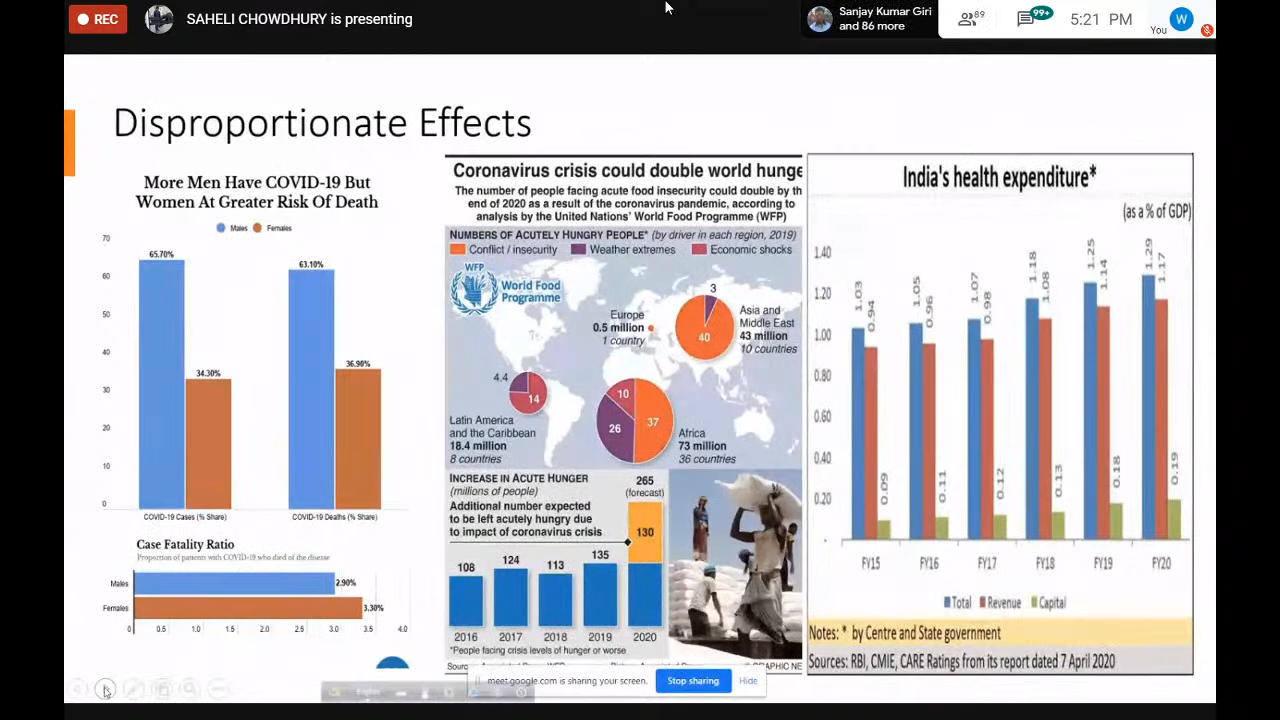 REC
SAHELI CHOWDHURY is presenting
Sanjay Kumar Giri
and 86 more
89
99+
5:21 PM
W
You
Disproportionate Effects
More Men Have COVID-19 But
Women At Greater Risk Of Death
Males Females
70
60
50
40
30
20
10
0
65.70%
34.30%
63.10%
36.90%
COVID-19 Cases (% Share)
COVID-19 Deaths (% Share)
Case Fatality Ratio
Proportion of patients with COVID-19 who died of the disease
Males
2.90%
Females
3.30%
0 0.5 1.0 1.5 2.0 2.5 3.0 3.5 4.0
Coronavirus crisis could double world hunge
The number of people facing acute food insecurity could double by th
end of 2020 as a result of the coronavirus pandemic, according to
analysis by the United Nations' World Food Programme (WFP)
NUMBERS OF ACUTELY HUNGRY PEOPLE* (by driver in each region, 2019)
Conflict / insecurity Weather extremes Economic shocks
WFP
World Food
Programme
Europe
0.5 million
1 country
3
40
Asia and
Middle East
43 million
10 countries
4.4
14
Latin America
and the Caribbean
18.4 million
8 countries
10
37
26
Africa
73 million
36 countries
INCREASE IN ACUTE HUNGER
(millions of people)
Additional number expected
to be left acutely hungry due
to impact of coronavirus crisis
265
(forecast)
130
108
124
113
135
2016 2017 2018 2019 2020
*People facing crisis levels of hunger or worse
India's health expenditure*
(as a % of GDP)
1.40
1.20
1.00
0.80
0.60
0.40
0.20
-
1.03
0.94
0.09
1.05
0.96
0.11
1.07
0.98
0.12
1.18
1.08
0.13
1.25
1.14
0.18
1.29
1.17
0.19
FY15 FY16 FY17 FY18 FY19 FY20
Total Revenue Capital
Notes: * by Centre and State government
Sources: RBI, CMIE, CARE Ratings from its report dated 7 April 2020
meet.google.com is sharing your screen.
Stop sharing
Hide
English